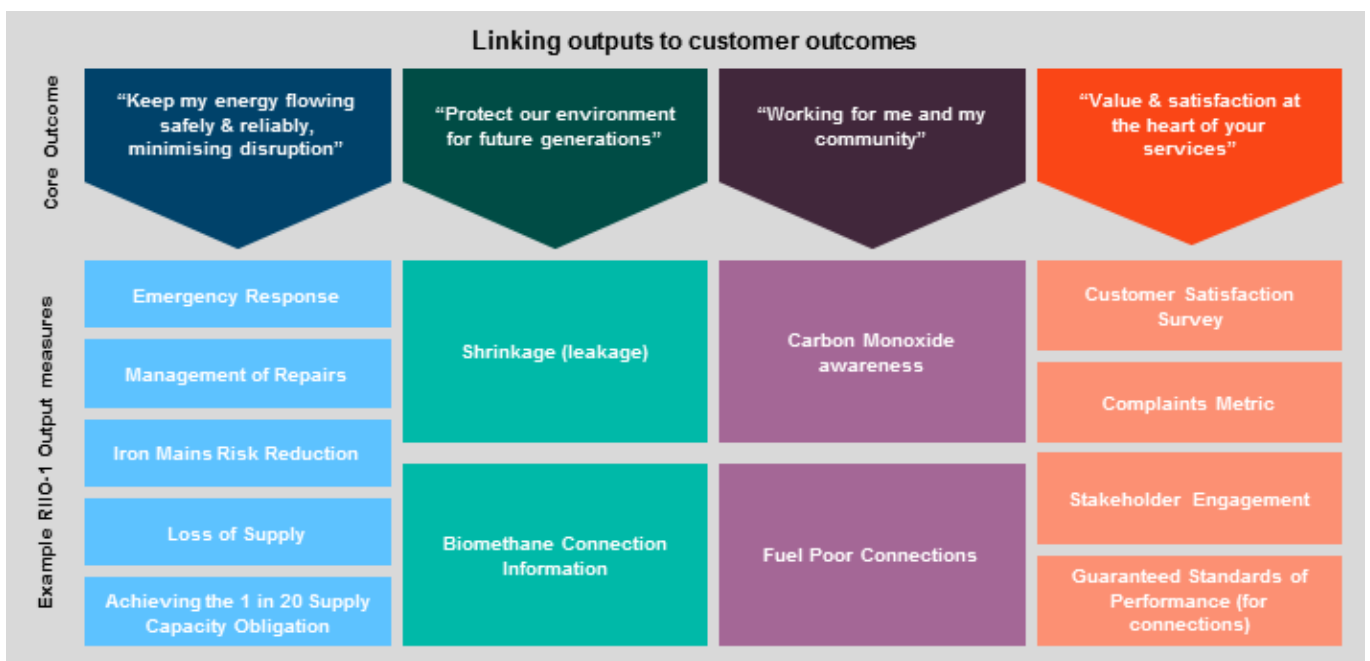 Linking outputs to customer outcomes
Core Outcome
“Keep my energy flowing
safely & reliably,
minimising disruption”
“Protect our environment
for future generations”
“Working for me and my
community”
“Value & satisfaction at
the heart of your
services”
Example RIIO-1 Output measures
Emergency Response
Management of Repairs
Iron Mains Risk Reduction
Loss of Supply
Achieving the 1 in 20 Supply
Capacity Obligation
Shrinkage (leakage)
Biomethane Connection
Information
Carbon Monoxide
awareness
Fuel Poor Connections
Customer Satisfaction
Survey
Complaints Metric
Stakeholder Engagement
Guaranteed Standards of
Performance (for
connections)